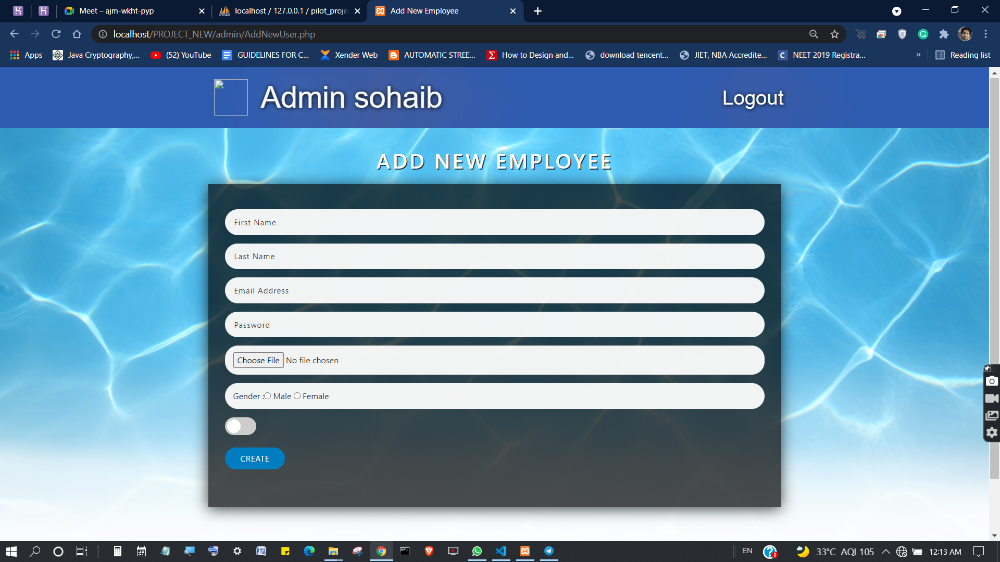 Meet – ajm-wkht-pyp
localhost / 127.0.0.1 / pilot_proje
Add New Employee
localhost/PROJECT_NEW/admin/AddNewUser.php
Apps
Java Cryptography,...
(52) YouTube
GUIDELINES FOR C...
Xender Web
AUTOMATIC STREE...
How to Design and...
download tencent...
JIET, NBA Accredite...
NEET 2019 Registra...
»
Reading list
Admin sohaib
Logout
ADD NEW EMPLOYEE
First Name
Last Name
Email Address
Password
Choose File No file chosen
Gender : Male Female
CREATE
EN
33°C AQI 105
12:13 AM